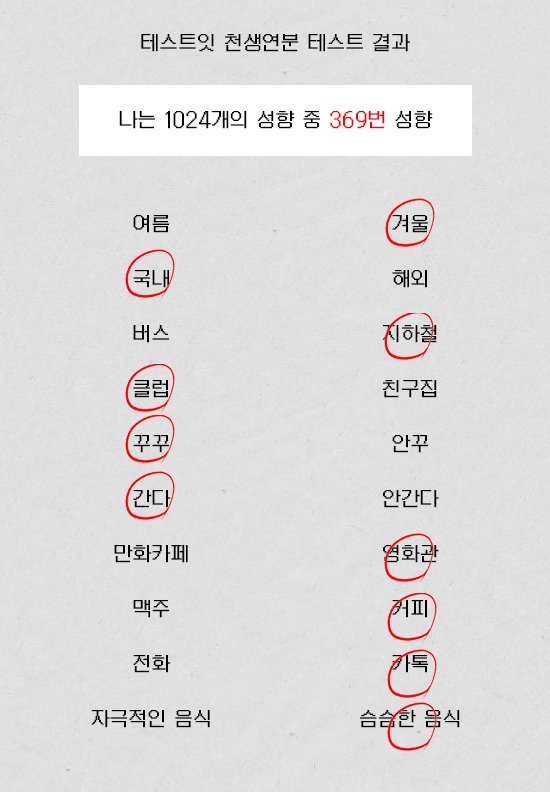 테스트잇 천생연분 테스트 결과
나는 1024개의 성향 중 369번 성향
여름 겨울
국내 해외
버스 지하철
클럽 친구집
꾸꾸 안꾸
간다 안간다
만화카페 영화관
맥주 커피
전화 카톡
자극적인 음식 슴슴한 음식